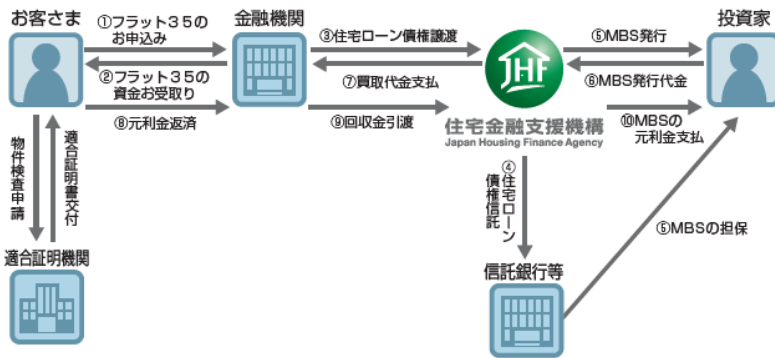 お客さま
金融機関
投資家
①フラット35の
お申込み
②フラット35の
資金お受取り
⑧元利金返済
③住宅ローン債権譲渡
⑦買取代金支払
⑨回収金引渡
JHF
住宅金融支援機構
Japan Housing Finance Agency
⑤MBS発行
⑥MBS発行代金
⑩MBSの
元利金支払
物件検査申請
適合証明書交付
④住宅ローン
債権信託
⑤MBSの担保
適合証明機関
信託銀行等